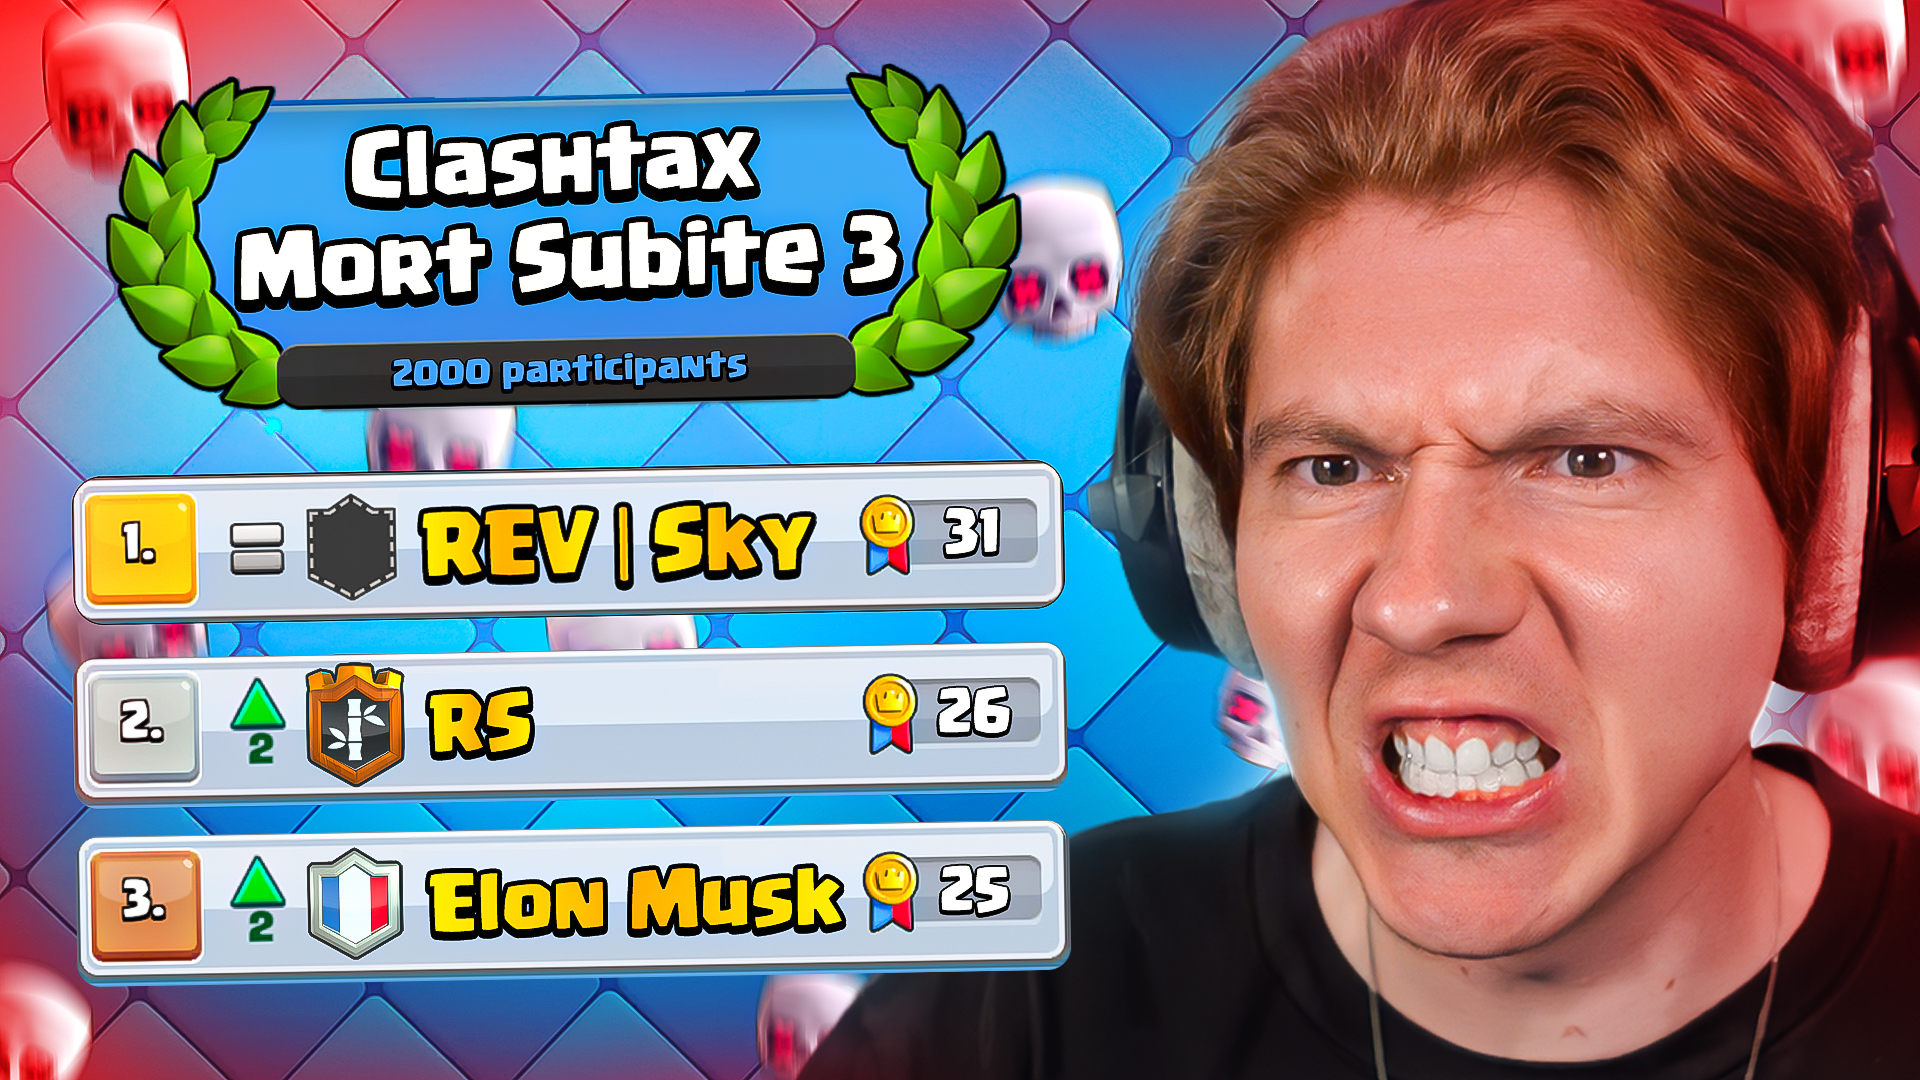 Clashtax
Mort Subite 3
2000 participants
1. REV | Sky 31
2. 2 RS 26
3. 2 Elon Musk 25